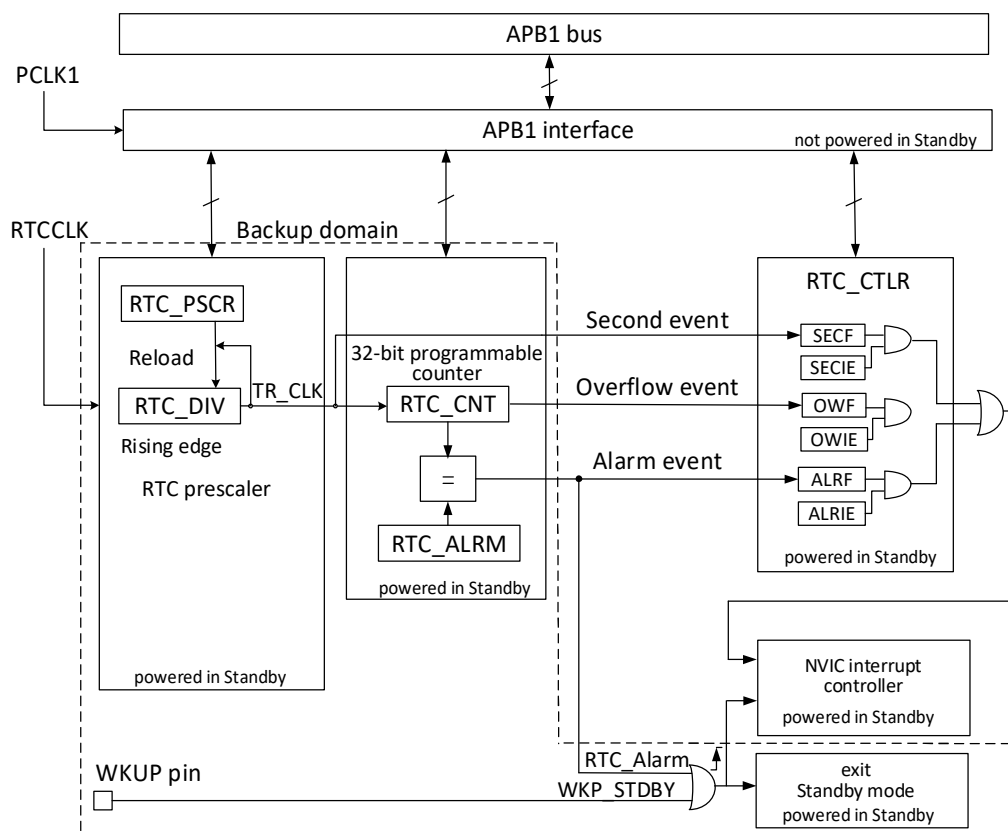 APB1 bus
PCLK1
APB1 interface
not powered in Standby
RTCCLK
Backup domain
RTC_PSCR
Reload
RTC_DIV
TR_CLK
Rising edge
RTC prescaler
powered in Standby
32-bit programmable
counter
RTC_CNT
=
RTC_ALRM
powered in Standby
Second event
Overflow event
Alarm event
RTC_CTLR
SECF
SECIE
OWF
OWIE
ALRF
ALRIE
powered in Standby
NVIC interrupt
controller
powered in Standby
RTC_Alarm
WKUP pin
WKP_STDBY
exit
Standby mode
powered in Standby